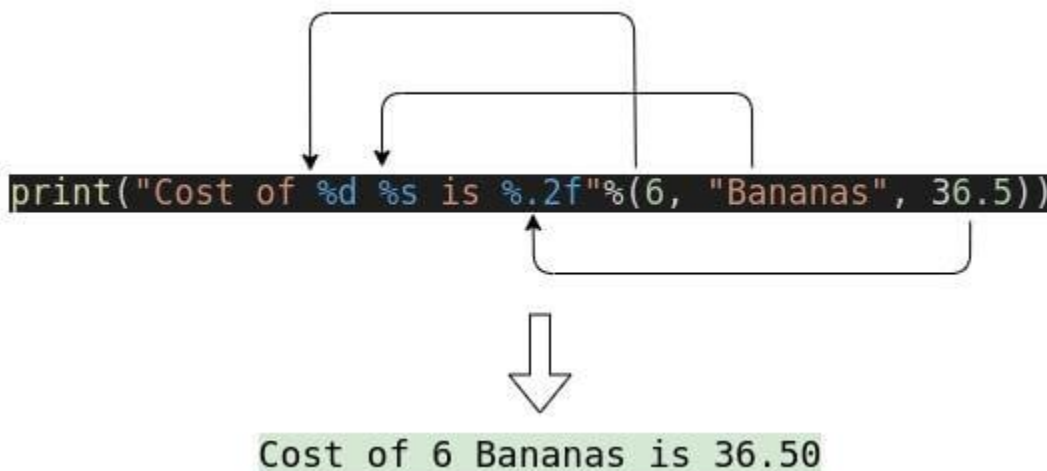 print("Cost of %d %s is %.2f"%(6, "Bananas", 36.5))
Cost of 6 Bananas is 36.50